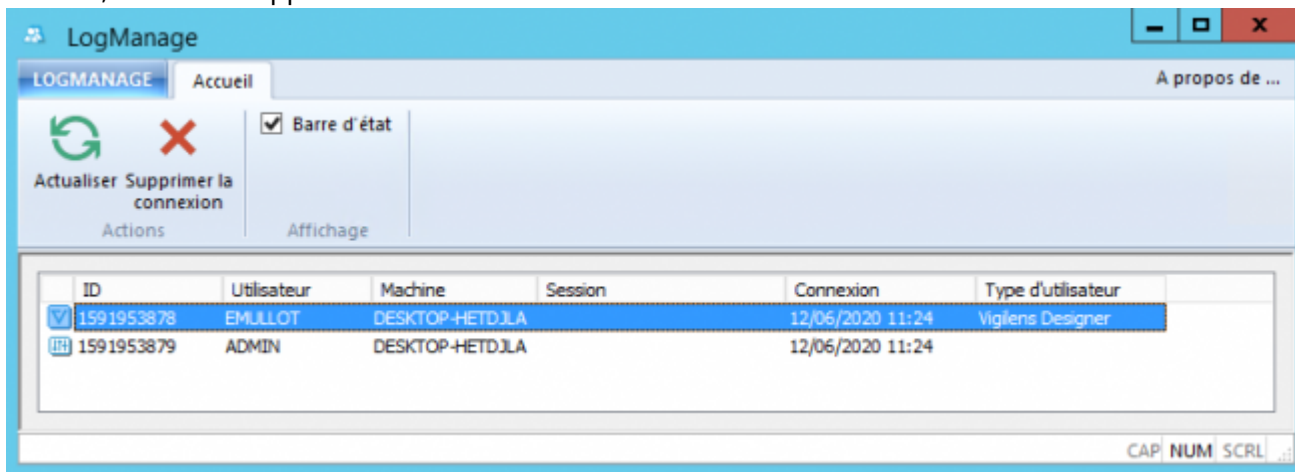 LogManage
LOGMANAGE Accueil A propos de ...
Barre d'état
Actualiser Supprimer la
connexion
Actions Affichage
ID Utilisateur Machine Session Connexion Type d'utilisateur
1591953878 EMULLOT DESKTOP-HETDJLA 12/06/2020 11:24 Vigilens Designer
1591953879 ADMIN DESKTOP-HETDJLA 12/06/2020 11:24
CAP NUM SCRL